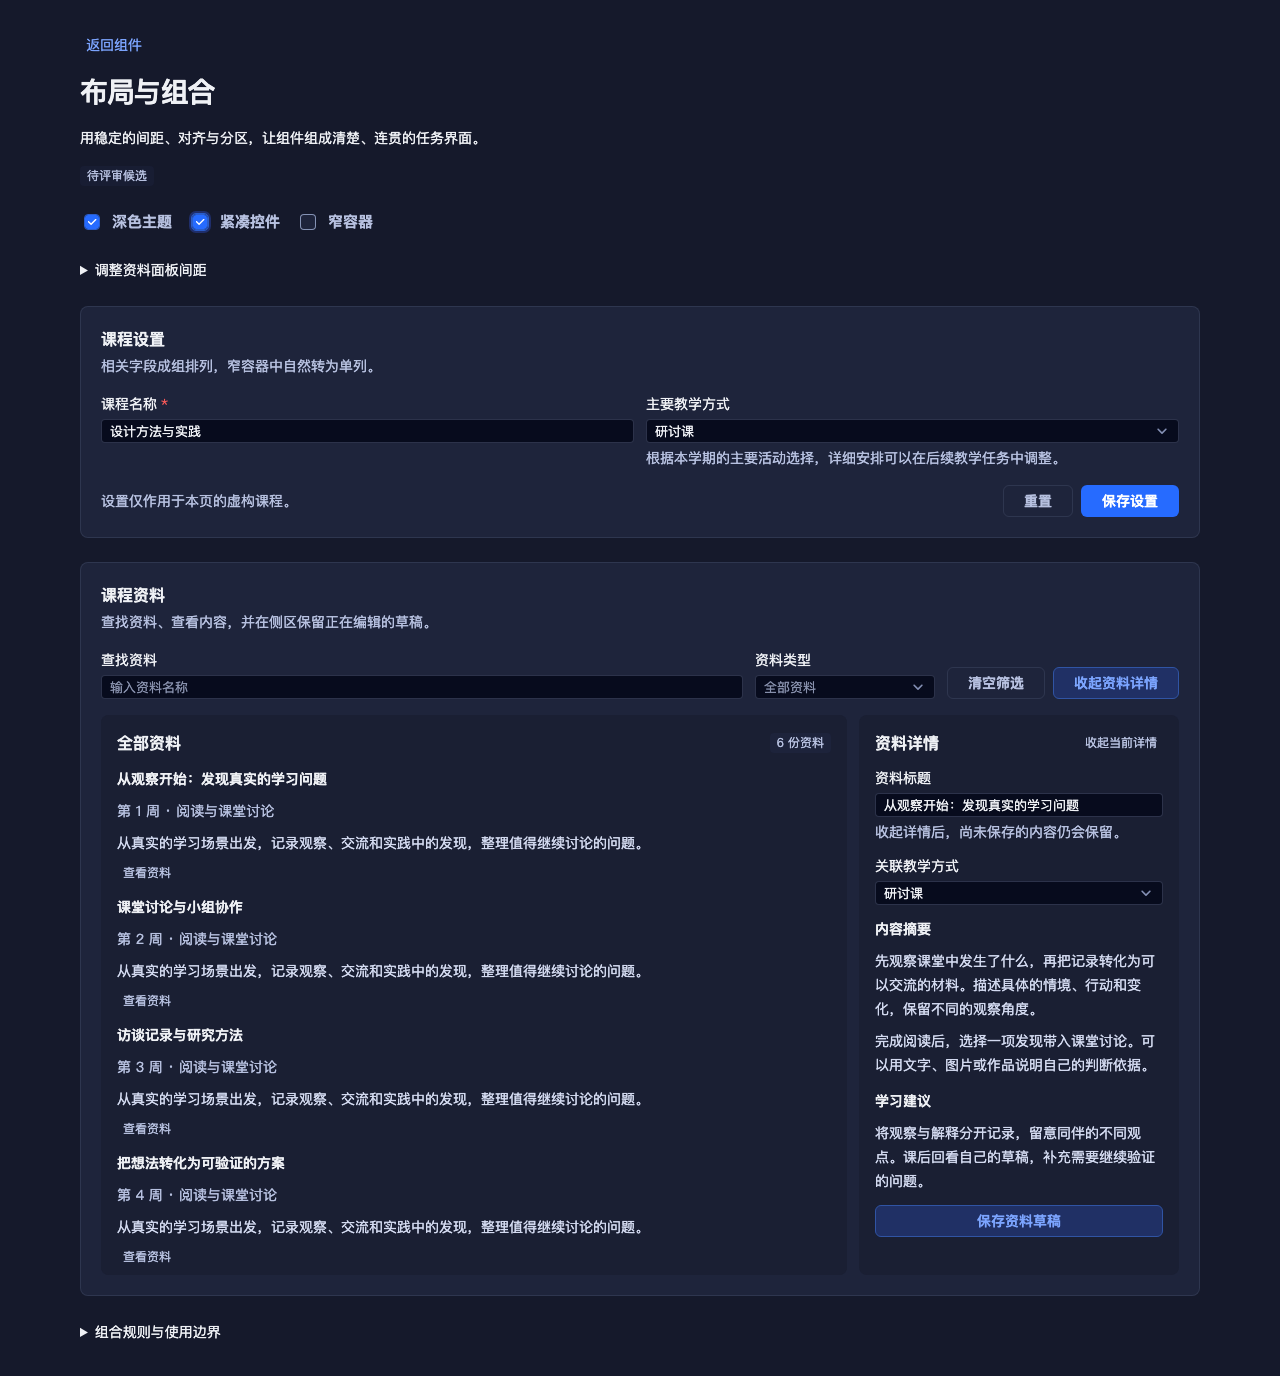 返回组件
布局与组合
用稳定的间距、对齐与分区，让组件组成清楚、连贯的任务界面。
待评审候选
深色主题 紧凑控件 窄容器
调整资料面板间距
课程设置
相关字段成组排列，窄容器中自然转为单列。
课程名称 *
设计方法与实践
主要教学方式
研讨课
根据本学期的主要活动选择，详细安排可以在后续教学任务中调整。
设置仅作用于本页的虚构课程。
重置 保存设置
课程资料
查找资料、查看内容，并在侧区保留正在编辑的草稿。
查找资料
输入资料名称
资料类型
全部资料
清空筛选 收起资料详情
全部资料 6 份资料
从观察开始：发现真实的学习问题
第 1 周 · 阅读与课堂讨论
从真实的学习场景出发，记录观察、交流和实践中的发现，整理值得继续讨论的问题。
查看资料
课堂讨论与小组协作
第 2 周 · 阅读与课堂讨论
从真实的学习场景出发，记录观察、交流和实践中的发现，整理值得继续讨论的问题。
查看资料
访谈记录与研究方法
第 3 周 · 阅读与课堂讨论
从真实的学习场景出发，记录观察、交流和实践中的发现，整理值得继续讨论的问题。
查看资料
把想法转化为可验证的方案
第 4 周 · 阅读与课堂讨论
从真实的学习场景出发，记录观察、交流和实践中的发现，整理值得继续讨论的问题。
查看资料
资料详情 收起当前详情
资料标题
从观察开始：发现真实的学习问题
收起详情后，尚未保存的内容仍会保留。
关联教学方式
研讨课
内容摘要
先观察课堂中发生了什么，再把记录转化为可
以交流的材料。描述具体的情境、行动和变
化，保留不同的观察角度。
完成阅读后，选择一项发现带入课堂讨论。可
以用文字、图片或作品说明自己的判断依据。
学习建议
将观察与解释分开记录，留意同伴的不同观
点。课后回看自己的草稿，补充需要继续验证
的问题。
保存资料草稿
组合规则与使用边界